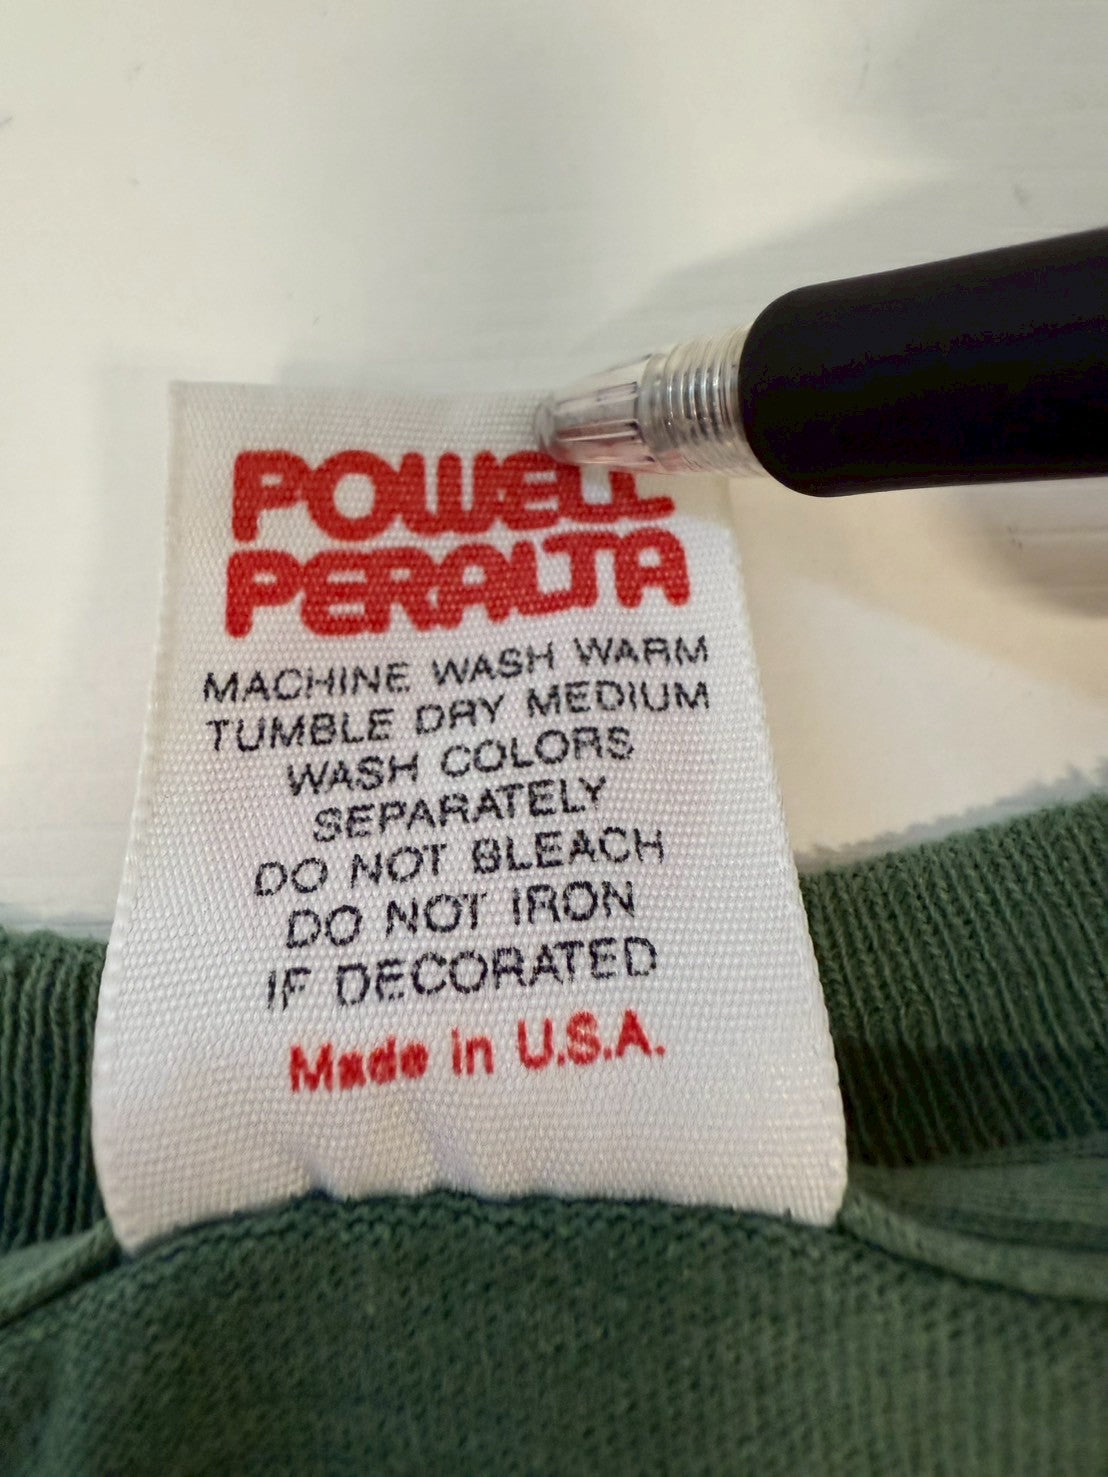 POWELL
PERALTA
MACHINE WASH WARM
TUMBLE DRY MEDIUM
WASH COLORS
SEPARATELY
DO NOT BLEACH
DO NOT IRON
IF DECORATED
Made in U.S.A.